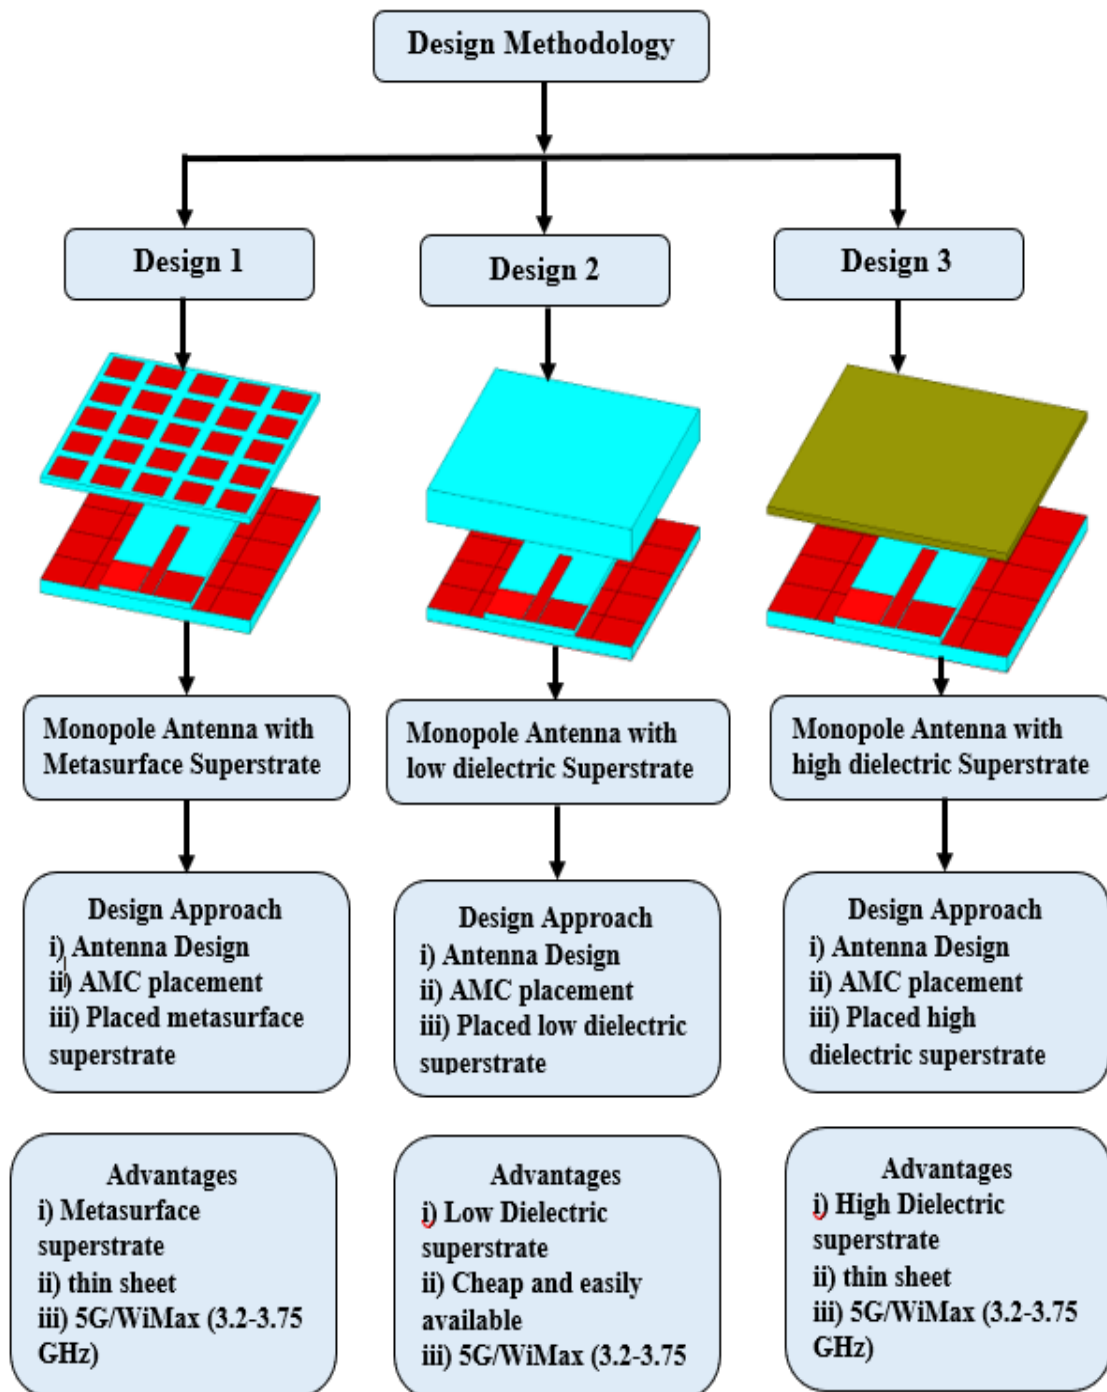 Design Methodology
Design 1
Design 2
Design 3
Monopole Antenna with
Metasurface Superstrate
Monopole Antenna with
low dielectric Superstrate
Monopole Antenna with
high dielectric Superstrate
Design Approach
i) Antenna Design
ii) AMC placement
iii) Placed metasurface
superstrate
Design Approach
i) Antenna Design
ii) AMC placement
iii) Placed low dielectric
superstrate
Design Approach
i) Antenna Design
ii) AMC placement
iii) Placed high
dielectric superstrate
Advantages
i) Metasurface
superstrate
ii) thin sheet
iii) 5G/WiMax (3.2-3.75
GHz)
Advantages
i) Low Dielectric
superstrate
ii) Cheap and easily
available
iii) 5G/WiMax (3.2-3.75
Advantages
i) High Dielectric
superstrate
ii) thin sheet
iii) 5G/WiMax (3.2-3.75
GHz)